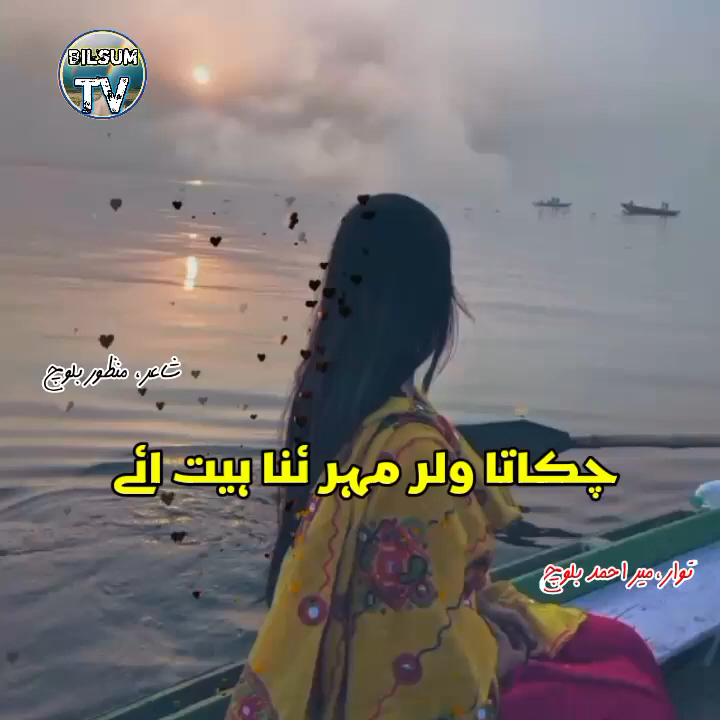 BILSUM
TV
شاعر، منظور بلوچ
چکاتا ولر مہر ئنا ہیت ائے
توار، میر احمد بلوچ